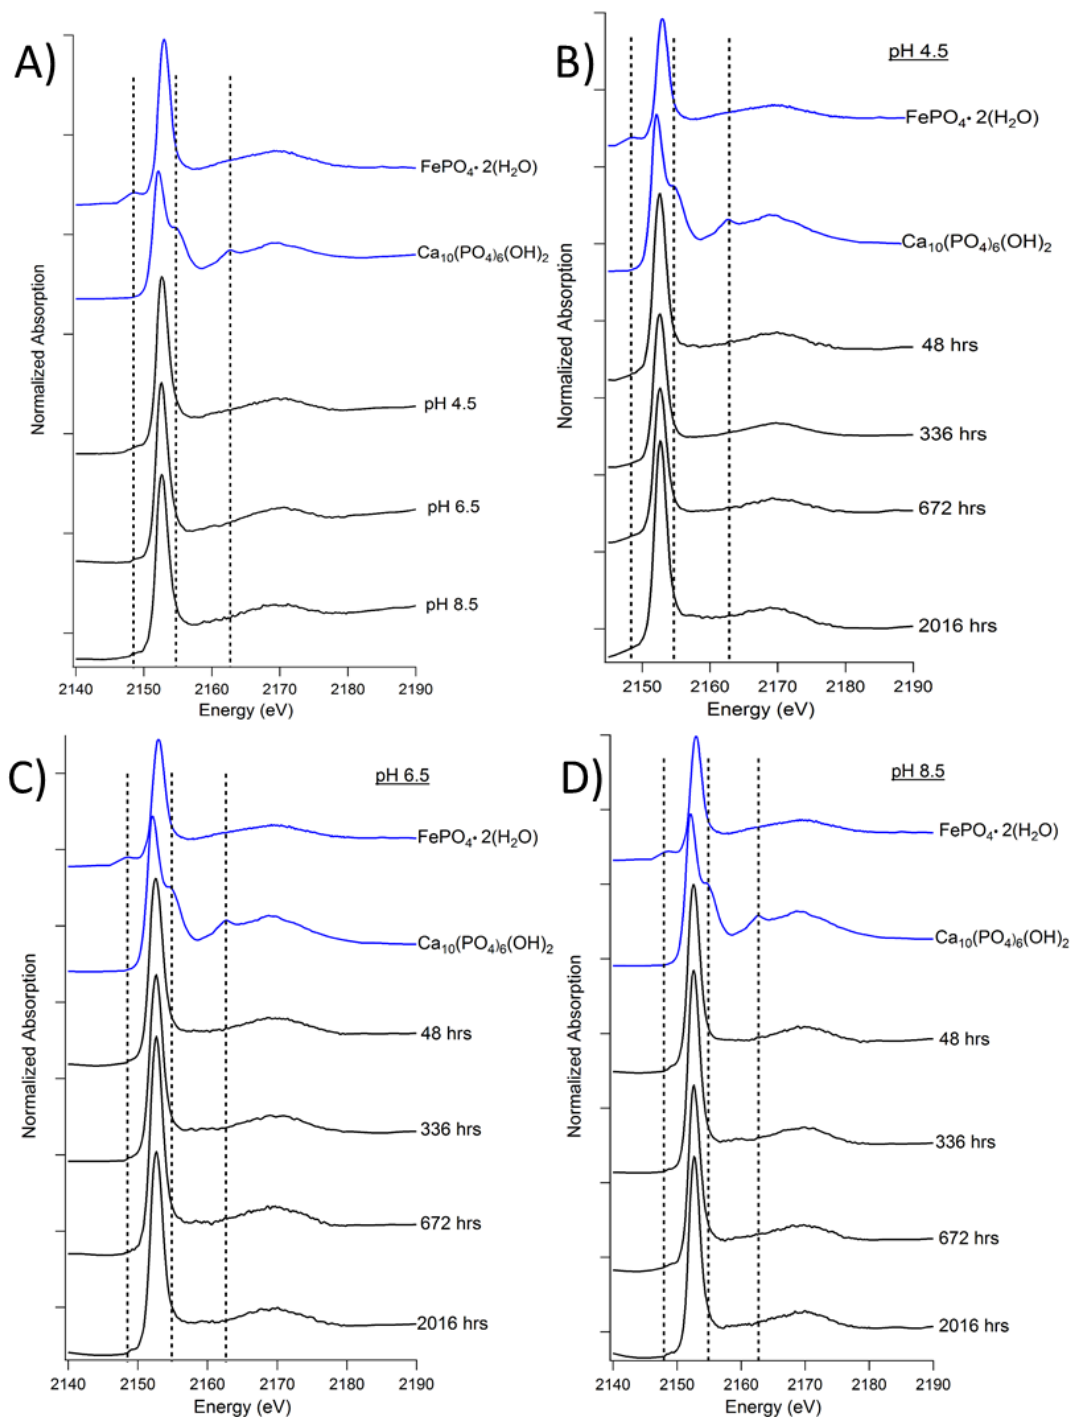 A)
Normalized Absorption
FePO4· 2(H2O)
Ca10(PO4)6(OH)2
pH 4.5
pH 6.5
pH 8.5
2140 2150 2160 2170 2180 2190
Energy (eV)
B)
pH 4.5
Normalized Absorption
FePO4· 2(H2O)
Ca10(PO4)6(OH)2
48 hrs
336 hrs
672 hrs
2016 hrs
2150 2160 2170 2180 2190
Energy (eV)
C)
pH 6.5
Normalized Absorption
FePO4· 2(H2O)
Ca10(PO4)6(OH)2
48 hrs
336 hrs
672 hrs
2016 hrs
2140 2150 2160 2170 2180 2190
Energy (eV)
D)
pH 8.5
Normalized Absorption
FePO4· 2(H2O)
Ca10(PO4)6(OH)2
48 hrs
336 hrs
672 hrs
2016 hrs
2140 2150 2160 2170 2180 2190
Energy (eV)